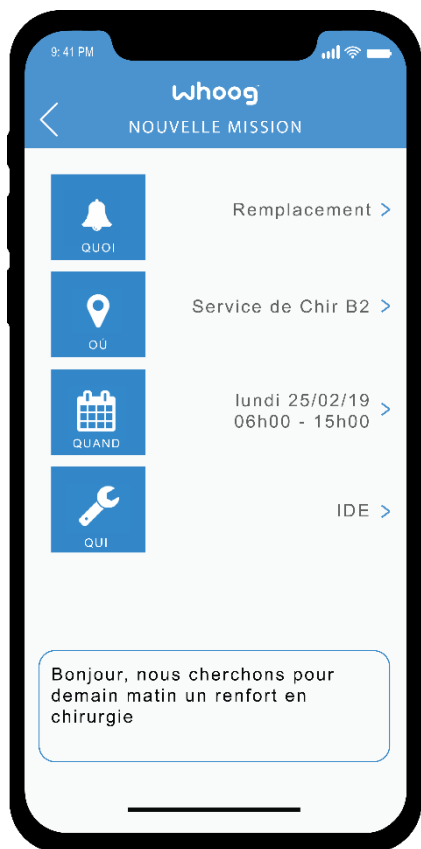 9:41 PM
whoog
NOUVELLE MISSION
QUOI
Remplacement >
OÙ
Service de Chir B2 >
QUAND
lundi 25/02/19
06h00 - 15h00 >
QUI
IDE >
Bonjour, nous cherchons pour
demain matin un renfort en
chirurgie